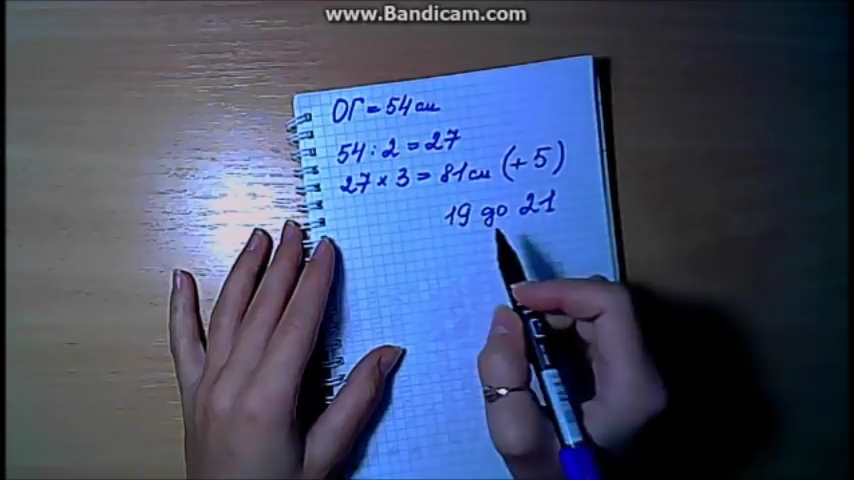 www.Bandicam.com
ОГ = 54 см
54 : 2 = 27
27 × 3 = 81 см (+ 5)
19 до 21